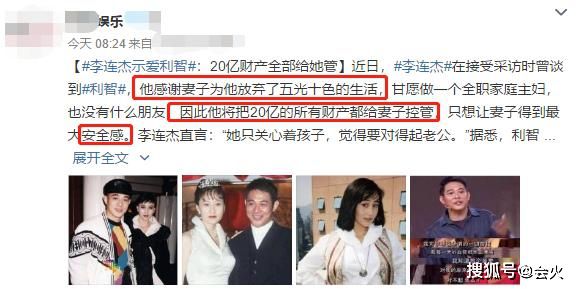 娱乐
今天 08:24 来自
【#李连杰示爱利智#：20亿财产全部给她管】近日，#李连杰#在接受采访时曾谈
到#利智#，他感谢妻子为他放弃了五光十色的生活，甘愿做一个全职家庭主妇，
也没有什么朋友，因此他将把20亿的所有财产都给妻子控管，只想让妻子得到最
大安全感。李连杰直言：“她只关心着孩子，觉得要对得起老公。”据悉，利智 ...
展开全文
搜狐号@会火